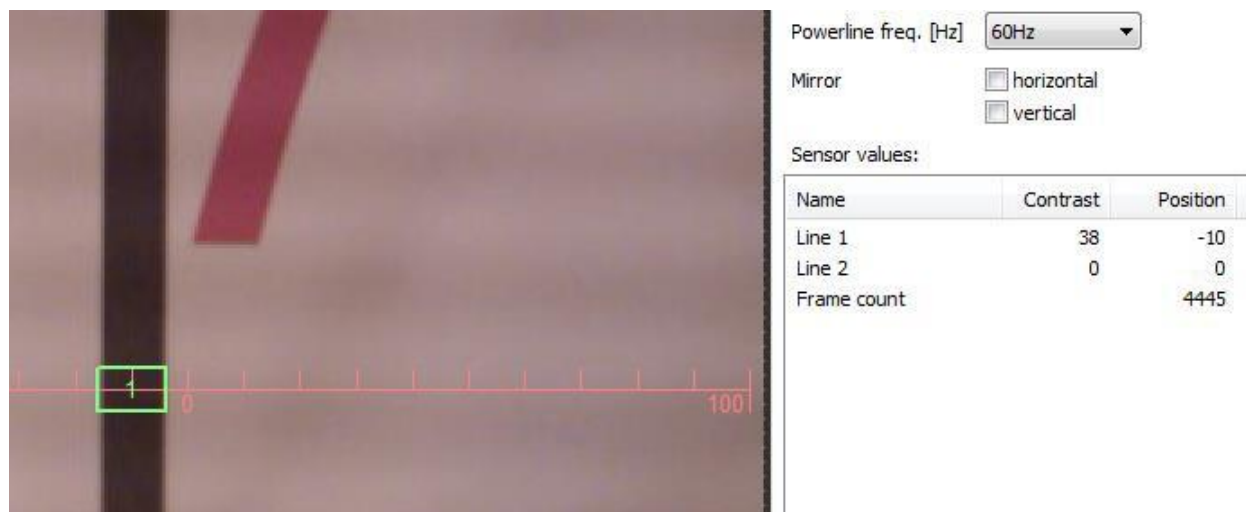 Powerline freq. [Hz] 60Hz
Mirror horizontal
vertical
Sensor values:
Name Contrast Position
Line 1 38 -10
Line 2 0 0
Frame count 4445
1
0 100